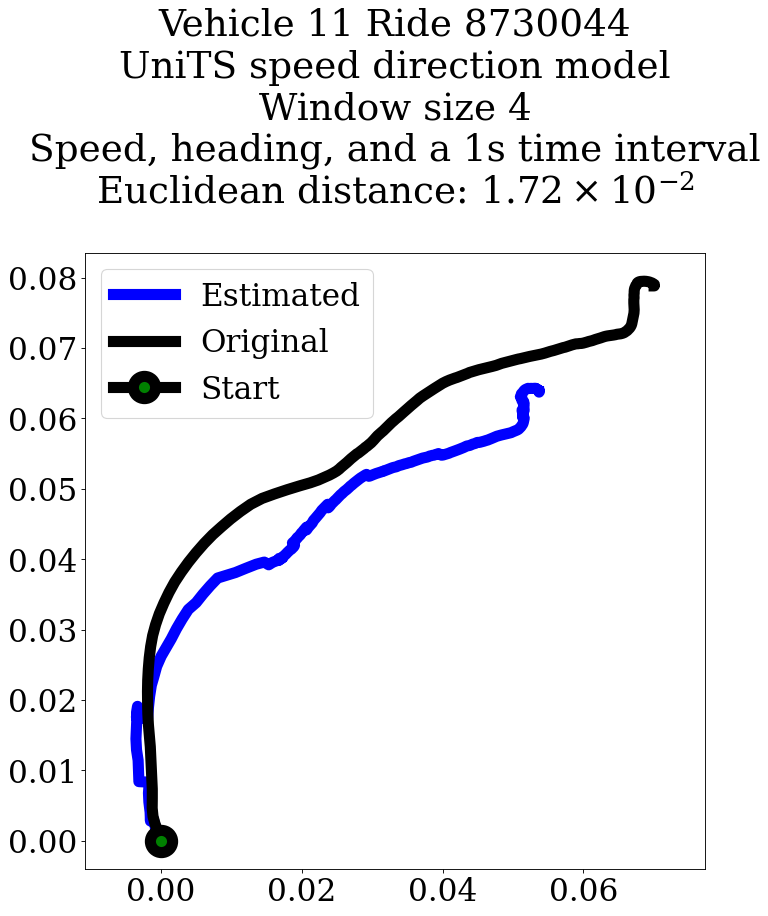 Vehicle 11 Ride 8730044
UniTS speed direction model
Window size 4
Speed, heading, and a 1s time interval
Euclidean distance: 1.72 × 10⁻²
0.08
0.07
0.06
0.05
0.04
0.03
0.02
0.01
0.00
Estimated
Original
Start
0.00 0.02 0.04 0.06